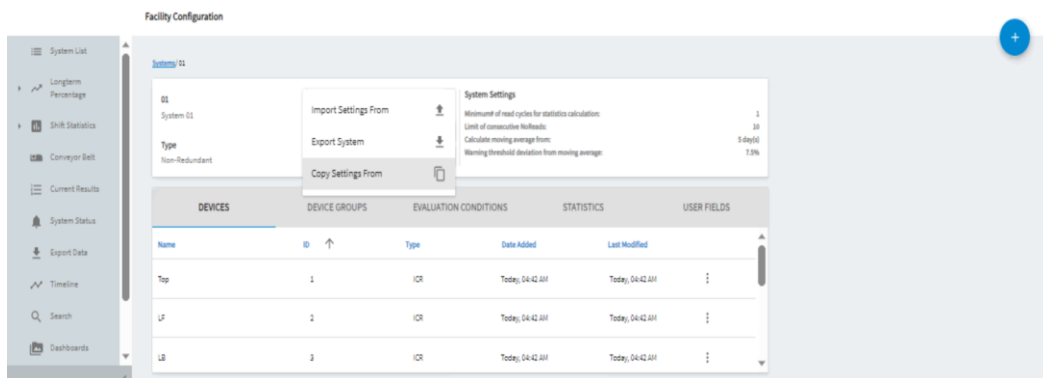 Facility Configuration
+
System List
Longterm
Percentage
Shift Statistics
Conveyor Belt
Current Results
System Status
Export Data
Timeline
Search
Dashboards
Systems/ 01
01
System 01
Type
Non-Redundant
Import Settings From
Export System
Copy Settings From
System Settings
Minimum# of read cycles for statistics calculation: 1
Limit of consecutive NoReads: 10
Calculate moving average from: 5 day(s)
Warning threshold deviation from moving average: 7.5%
DEVICES DEVICE GROUPS EVALUATION CONDITIONS STATISTICS USER FIELDS
Name ID Type Date Added Last Modified
Top 1 ICR Today, 04:42 AM Today, 04:42 AM
LF 2 ICR Today, 04:42 AM Today, 04:42 AM
LB 3 ICR Today, 04:42 AM Today, 04:42 AM